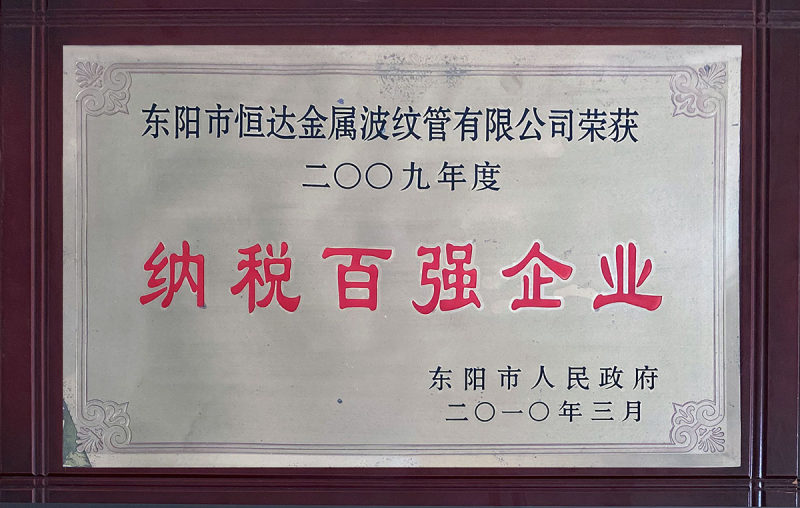 东阳市恒达金属波纹管有限公司荣获
二〇〇九年度
纳税百强企业
东阳市人民政府
二〇一〇年三月